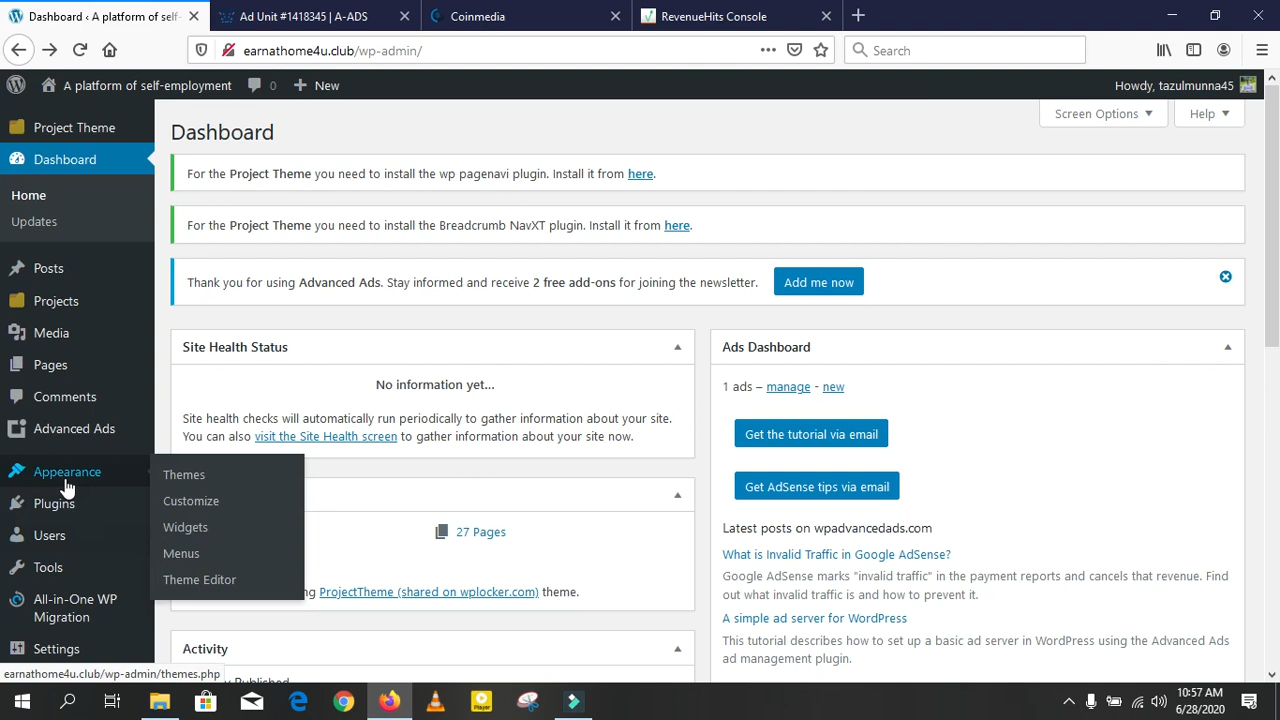 Dashboard ‹ A platform of self-
Ad Unit #1418345 | A-ADS
Coinmedia
RevenueHits Console
earnathome4u.club/wp-admin/
Search
A platform of self-employment
0
New
Howdy, tazulmunna45
Project Theme
Dashboard
Home
Updates
Posts
Projects
Media
Pages
Comments
Advanced Ads
Appearance
Plugins
Users
Tools
All-in-One WP
Migration
Settings
Themes
Customize
Widgets
Menus
Theme Editor
Dashboard
Screen Options
Help
For the Project Theme you need to install the wp pagenavi plugin. Install it from here.
For the Project Theme you need to install the Breadcrumb NavXT plugin. Install it from here.
Thank you for using Advanced Ads. Stay informed and receive 2 free add-ons for joining the newsletter.
Add me now
Site Health Status
No information yet...
Site health checks will automatically run periodically to gather information about your site.
You can also visit the Site Health screen to gather information about your site now.
27 Pages
ProjectTheme (shared on wplocker.com) theme.
Activity
Published
Ads Dashboard
1 ads – manage - new
Get the tutorial via email
Get AdSense tips via email
Latest posts on wpadvancedads.com
What is Invalid Traffic in Google AdSense?
Google AdSense marks "invalid traffic" in the payment reports and cancels that revenue. Find
out what invalid traffic is and how to prevent it.
A simple ad server for WordPress
This tutorial describes how to set up a basic ad server in WordPress using the Advanced Ads
ad management plugin.
earnathome4u.club/wp-admin/themes.php
Player
10:57 AM
6/28/2020